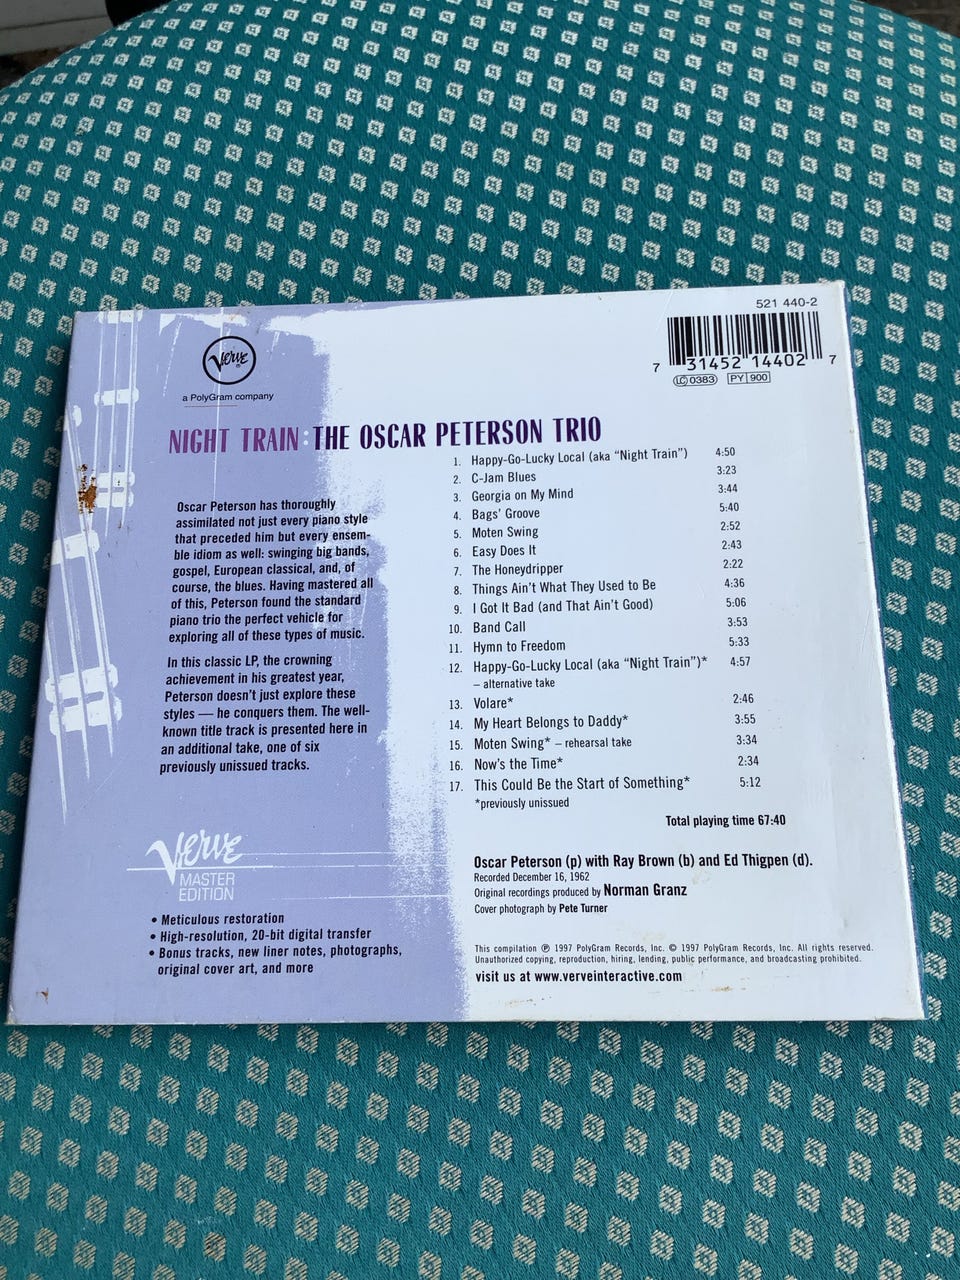 521 440-2
7 31452 14402 7
LC 0383 PY 900
Verve
a PolyGram company
NIGHT TRAIN : THE OSCAR PETERSON TRIO
Oscar Peterson has thoroughly
assimilated not just every piano style
that preceded him but every ensem-
ble idiom as well: swinging big bands,
gospel, European classical, and, of
course, the blues. Having mastered all
of this, Peterson found the standard
piano trio the perfect vehicle for
exploring all of these types of music.
In this classic LP, the crowning
achievement in his greatest year,
Peterson doesn't just explore these
styles — he conquers them. The well-
known title track is presented here in
an additional take, one of six
previously unissued tracks.
Verve
MASTER
EDITION
• Meticulous restoration
• High-resolution, 20-bit digital transfer
• Bonus tracks, new liner notes, photographs,
original cover art, and more
1. Happy-Go-Lucky Local (aka “Night Train”) 4:50
2. C-Jam Blues 3:23
3. Georgia on My Mind 3:44
4. Bags' Groove 5:40
5. Moten Swing 2:52
6. Easy Does It 2:43
7. The Honeydripper 2:22
8. Things Ain't What They Used to Be 4:36
9. I Got It Bad (and That Ain't Good) 5:06
10. Band Call 3:53
11. Hymn to Freedom 5:33
12. Happy-Go-Lucky Local (aka “Night Train”)* 4:57
– alternative take
13. Volare* 2:46
14. My Heart Belongs to Daddy* 3:55
15. Moten Swing* – rehearsal take 3:34
16. Now's the Time* 2:34
17. This Could Be the Start of Something* 5:12
*previously unissued
Total playing time 67:40
Oscar Peterson (p) with Ray Brown (b) and Ed Thigpen (d).
Recorded December 16, 1962
Original recordings produced by Norman Granz
Cover photograph by Pete Turner
This compilation ℗ 1997 PolyGram Records, Inc. © 1997 PolyGram Records, Inc. All rights reserved.
Unauthorized copying, reproduction, hiring, lending, public performance, and broadcasting prohibited.
visit us at www.verveinteractive.com